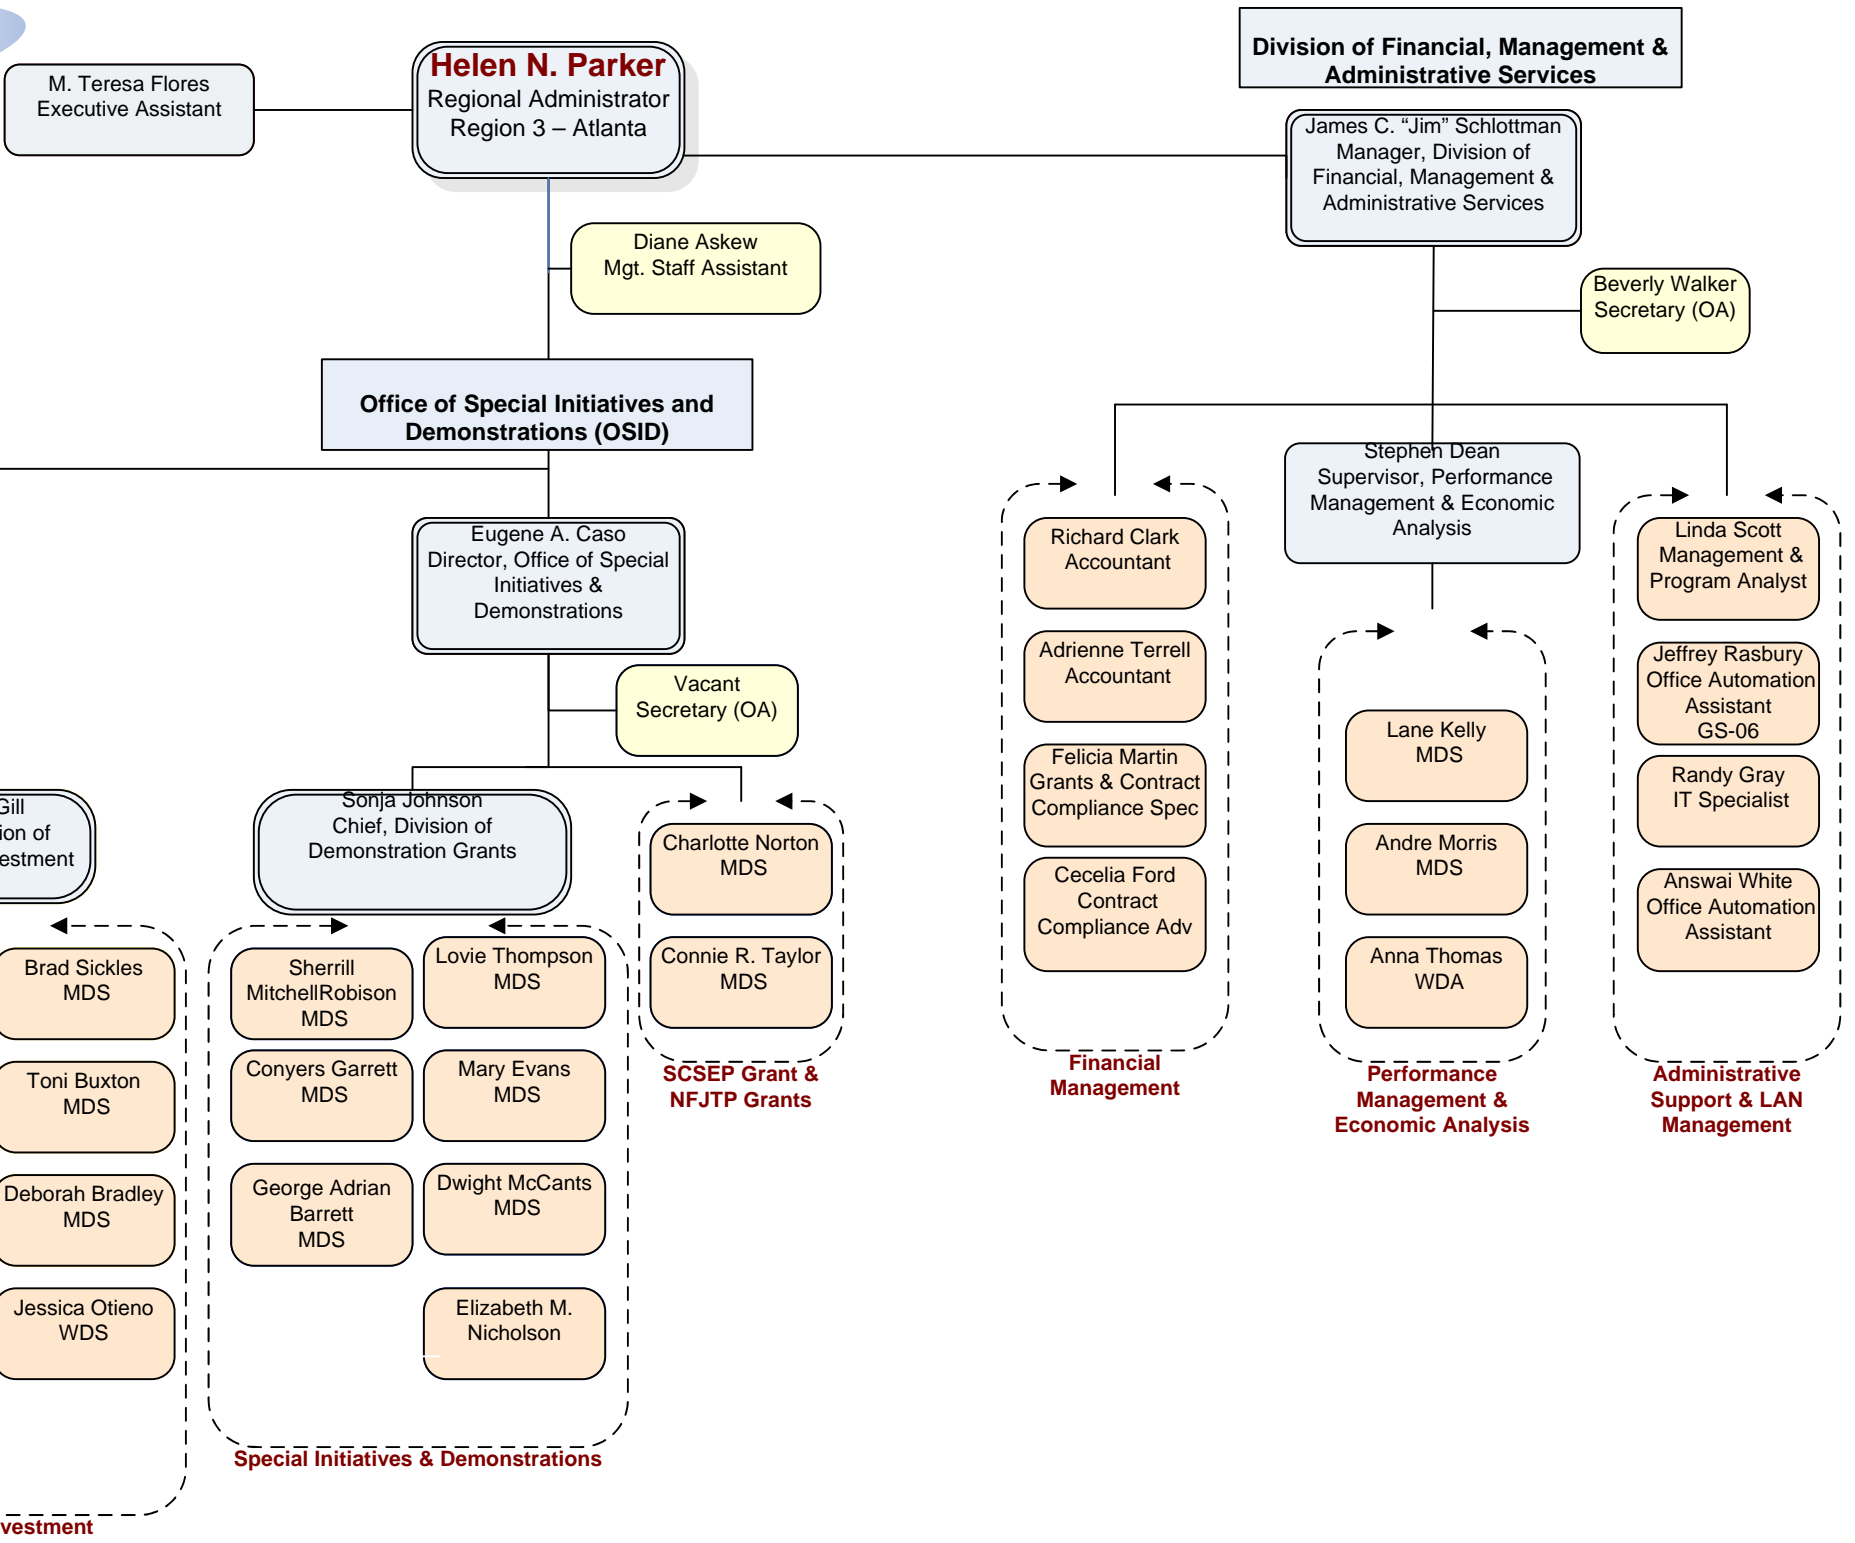 M. Teresa Flores
Executive Assistant
Helen N. Parker
Regional Administrator
Region 3 – Atlanta
Division of Financial, Management &
Administrative Services
James C. “Jim” Schlottman
Manager, Division of
Financial, Management &
Administrative Services
Diane Askew
Mgt. Staff Assistant
Beverly Walker
Secretary (OA)
Office of Special Initiatives and
Demonstrations (OSID)
Eugene A. Caso
Director, Office of Special
Initiatives &
Demonstrations
Vacant
Secretary (OA)
Gill
ion of
estment
Brad Sickles
MDS
Toni Buxton
MDS
Deborah Bradley
MDS
Jessica Otieno
WDS
vestment
Sonja Johnson
Chief, Division of
Demonstration Grants
Sherrill
MitchellRobison
MDS
Conyers Garrett
MDS
George Adrian
Barrett
MDS
Lovie Thompson
MDS
Mary Evans
MDS
Dwight McCants
MDS
Elizabeth M.
Nicholson
Special Initiatives & Demonstrations
Charlotte Norton
MDS
Connie R. Taylor
MDS
SCSEP Grant &
NFJTP Grants
Richard Clark
Accountant
Adrienne Terrell
Accountant
Felicia Martin
Grants & Contract
Compliance Spec
Cecelia Ford
Contract
Compliance Adv
Financial
Management
Stephen Dean
Supervisor, Performance
Management & Economic
Analysis
Lane Kelly
MDS
Andre Morris
MDS
Anna Thomas
WDA
Performance
Management &
Economic Analysis
Linda Scott
Management &
Program Analyst
Jeffrey Rasbury
Office Automation
Assistant
GS-06
Randy Gray
IT Specialist
Answai White
Office Automation
Assistant
Administrative
Support & LAN
Management